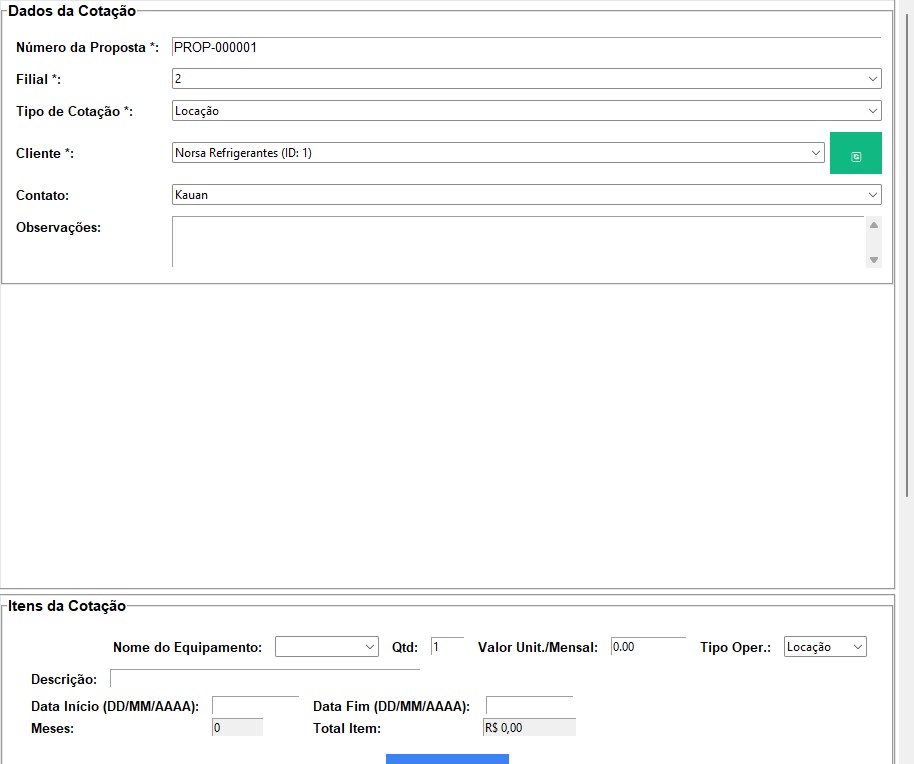 Dados da Cotação
Número da Proposta *: PROP-000001
Filial *: 2
Tipo de Cotação *: Locação
Cliente *: Norsa Refrigerantes (ID: 1)
Contato: Kauan
Observações:
Itens da Cotação
Nome do Equipamento: Qtd: 1 Valor Unit./Mensal: 0.00 Tipo Oper.: Locação
Descrição:
Data Início (DD/MM/AAAA): Data Fim (DD/MM/AAAA):
Meses: 0 Total Item: R$ 0,00